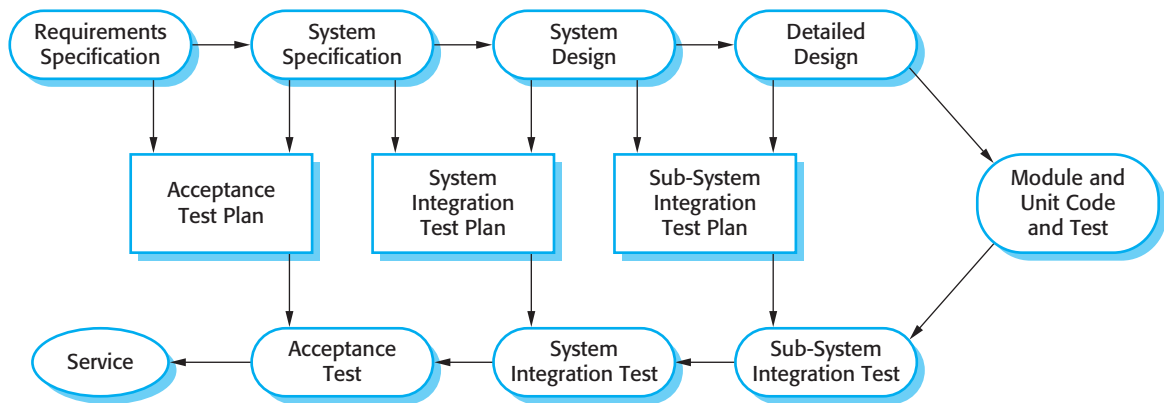 Requirements
Specification
System
Specification
System
Design
Detailed
Design
Acceptance
Test Plan
System
Integration
Test Plan
Sub-System
Integration
Test Plan
Module and
Unit Code
and Test
Service
Acceptance
Test
System
Integration Test
Sub-System
Integration Test